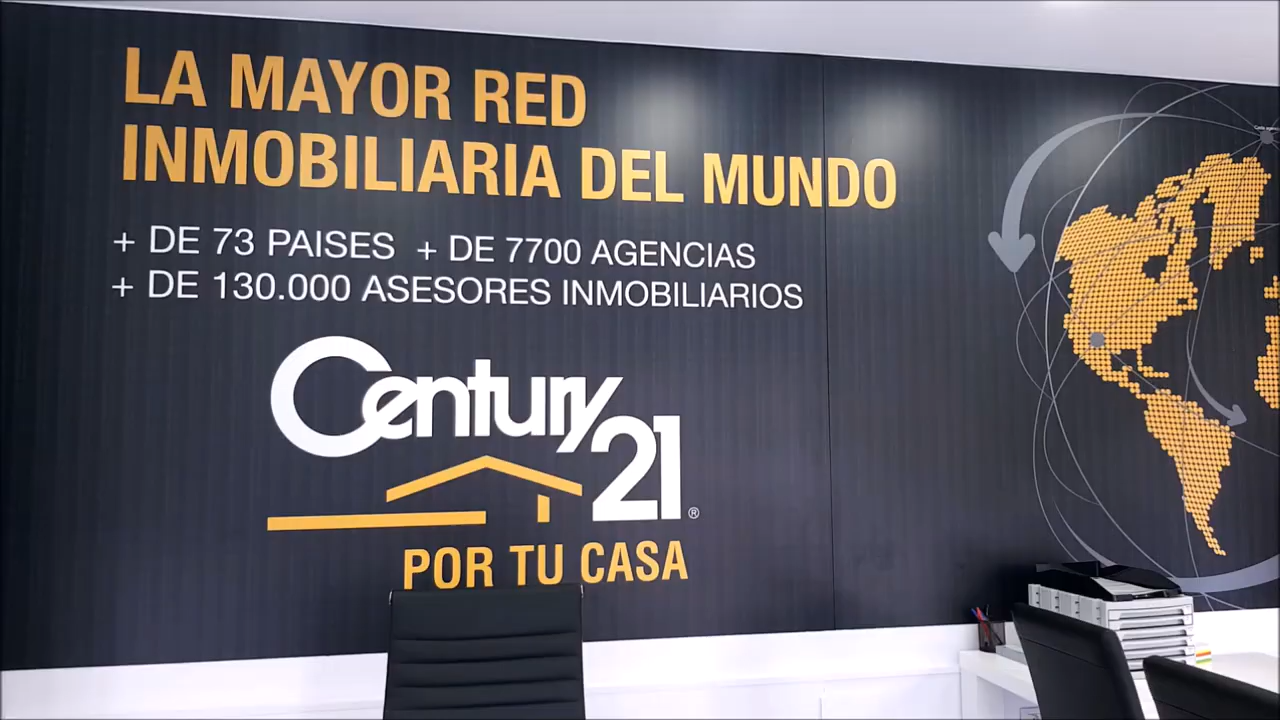 LA MAYOR RED
INMOBILIARIA DEL MUNDO
+ DE 73 PAISES + DE 7700 AGENCIAS
+ DE 130.000 ASESORES INMOBILIARIOS
Century
21®
POR TU CASA